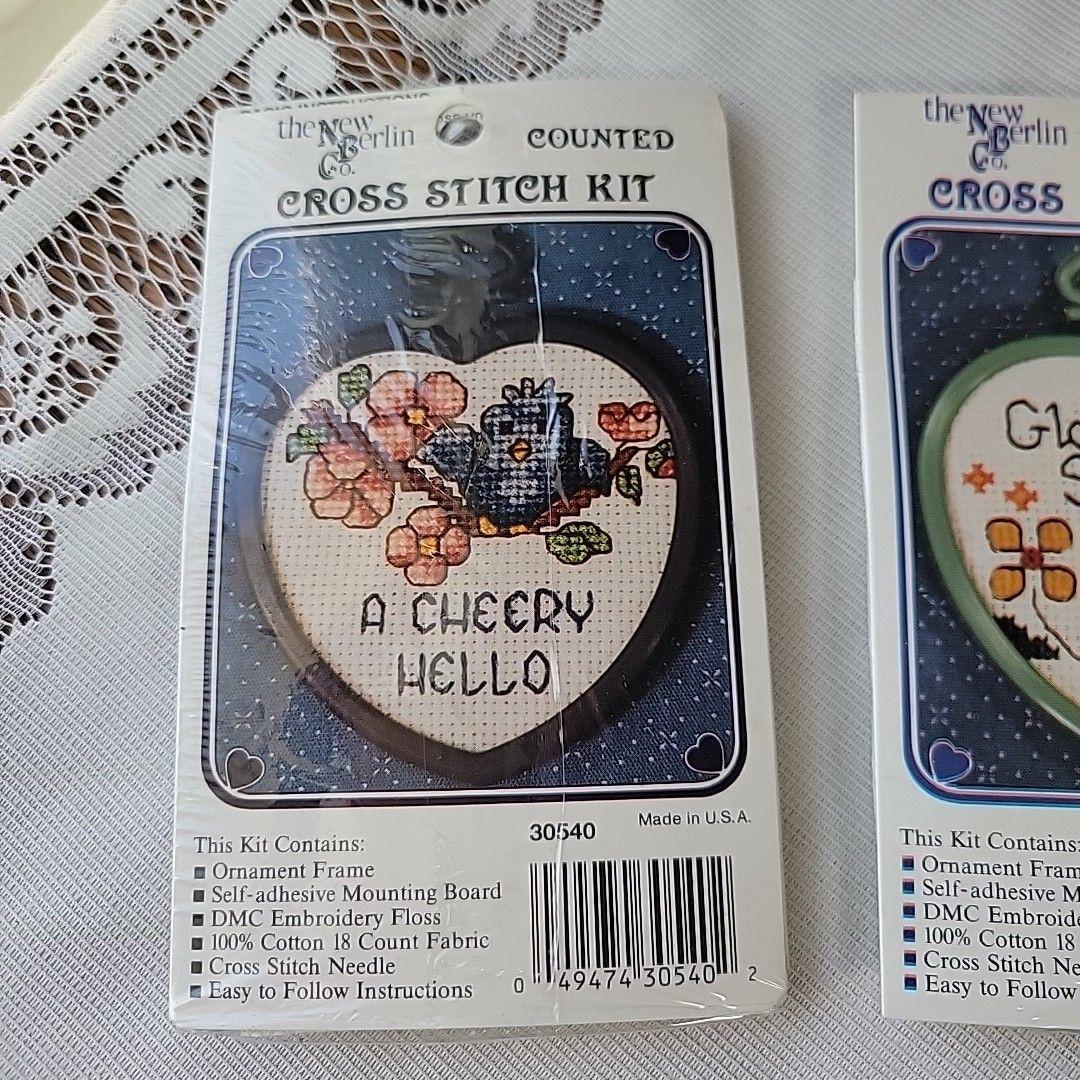 the New Berlin Co.
COUNTED
CROSS STITCH KIT
A CHEERY
HELLO
30540
Made in U.S.A.
This Kit Contains:
Ornament Frame
Self-adhesive Mounting Board
DMC Embroidery Floss
100% Cotton 18 Count Fabric
Cross Stitch Needle
Easy to Follow Instructions
0 49474 30540 2
the New Berlin Co.
CROSS
This Kit Contains:
Ornament Fram
Self-adhesive M
DMC Embroide
100% Cotton 18
Cross Stitch Ne
Easy to Follow